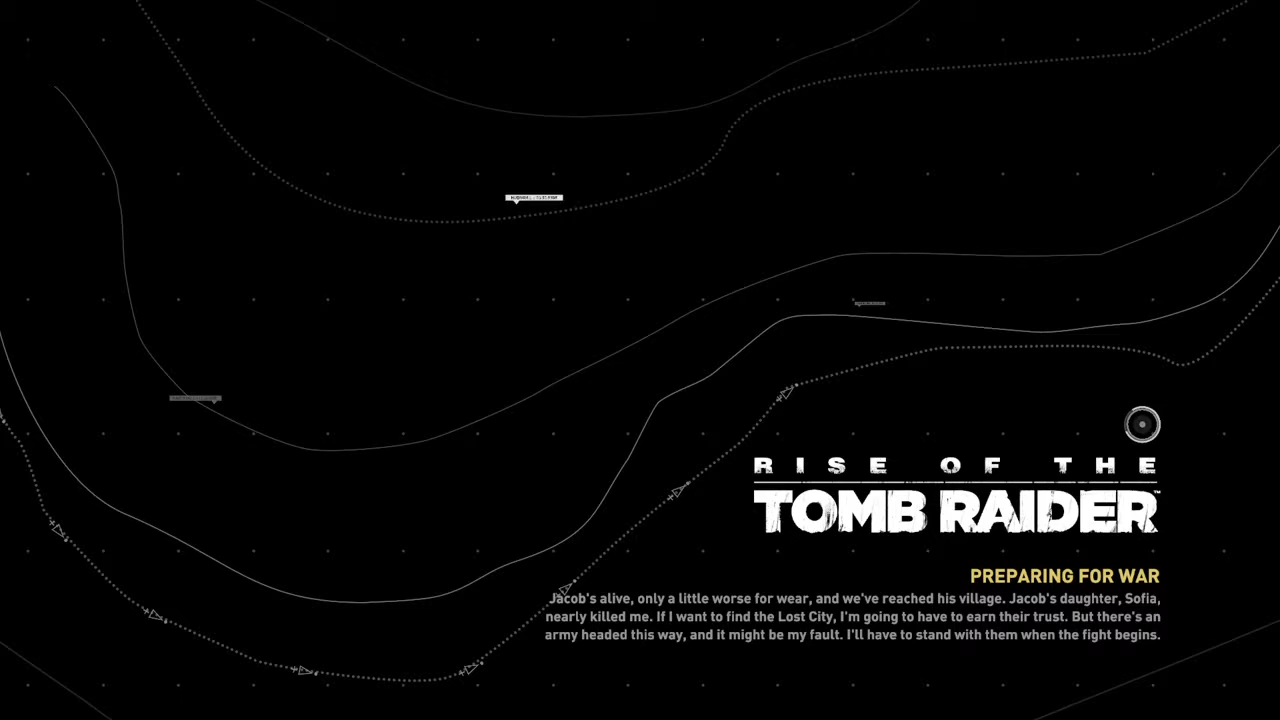 RISE OF THE
TOMB RAIDER™
PREPARING FOR WAR
Jacob's alive, only a little worse for wear, and we've reached his village. Jacob's daughter, Sofia,
nearly killed me. If I want to find the Lost City, I'm going to have to earn their trust. But there's an
army headed this way, and it might be my fault. I'll have to stand with them when the fight begins.